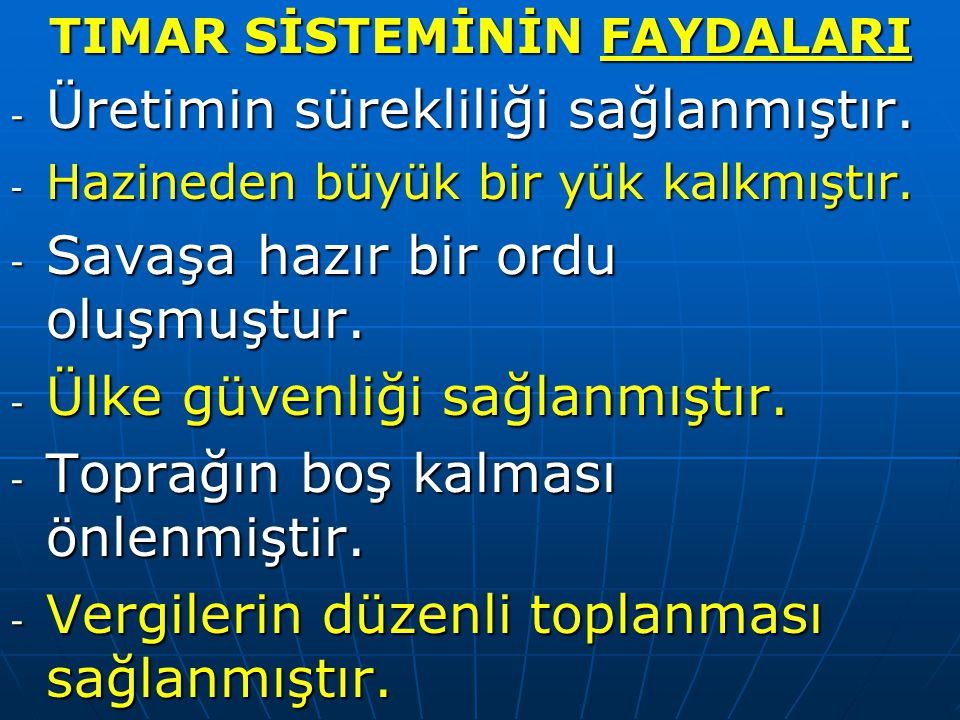 TIMAR SİSTEMİNİN FAYDALARI
- Üretimin sürekliliği sağlanmıştır.
- Hazineden büyük bir yük kalkmıştır.
- Savaşa hazır bir ordu
oluşmuştur.
- Ülke güvenliği sağlanmıştır.
- Toprağın boş kalması
önlenmiştir.
- Vergilerin düzenli toplanması
sağlanmıştır.